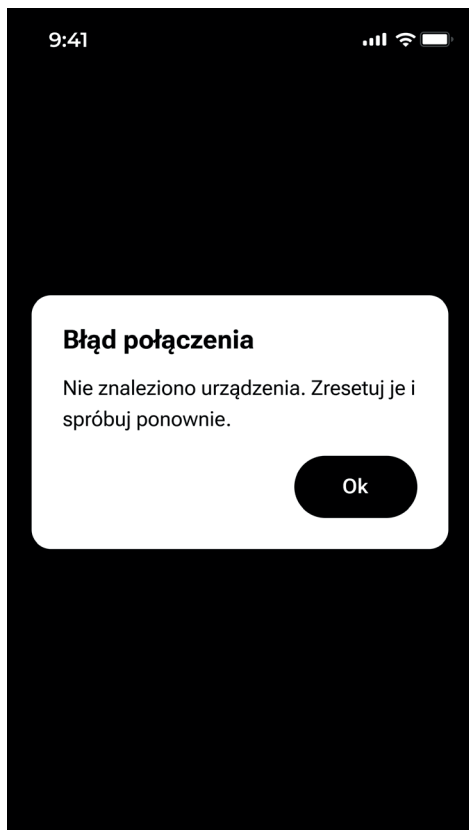 9:41
Błąd połączenia
Nie znaleziono urządzenia. Zresetuj je i
spróbuj ponownie.
Ok